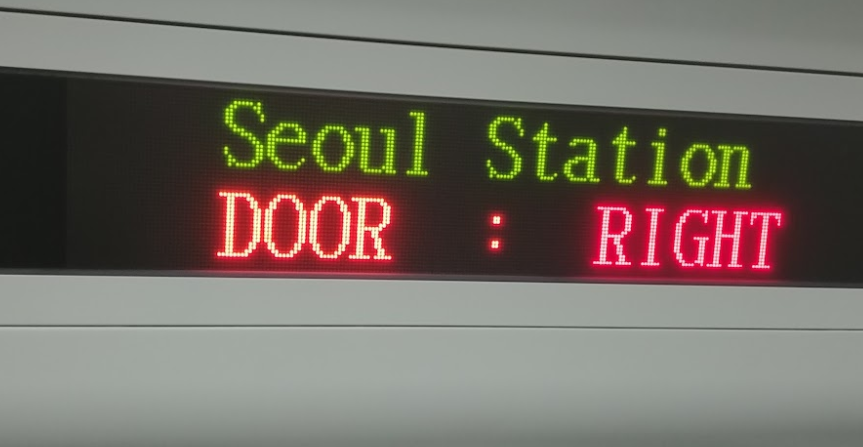 Seoul Station
DOOR : RIGHT